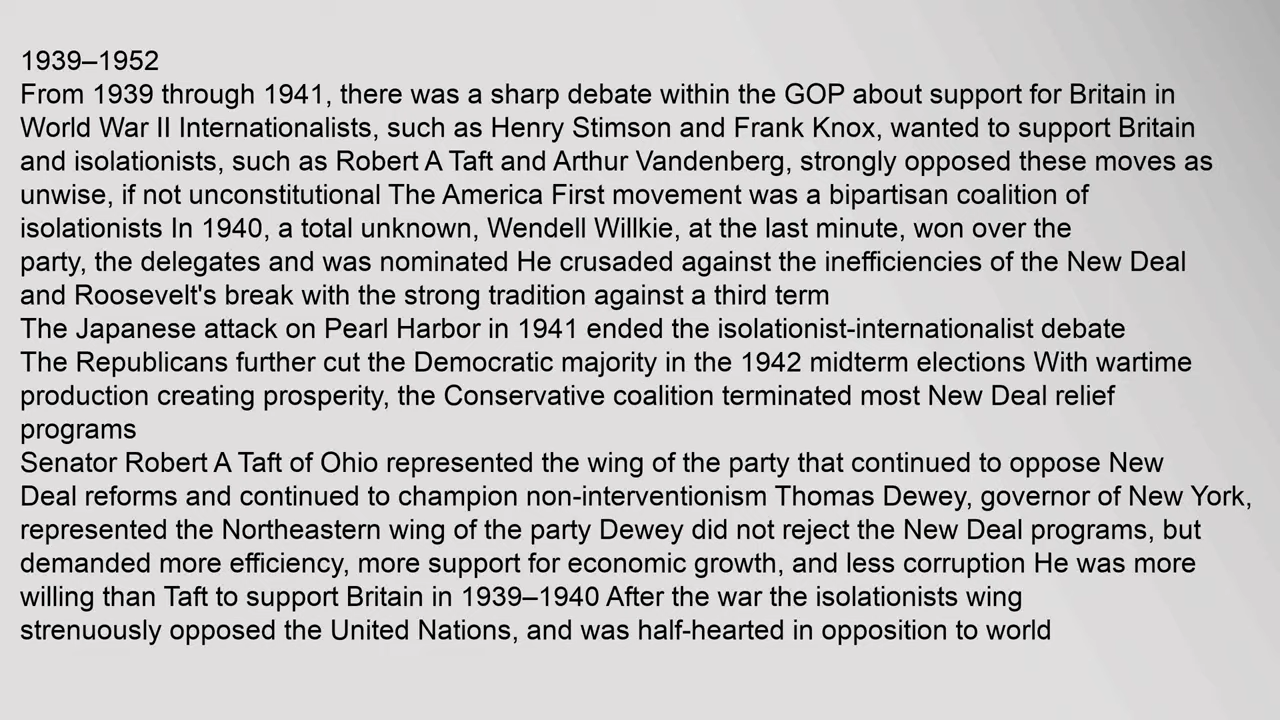 1939–1952
From 1939 through 1941, there was a sharp debate within the GOP about support for Britain in
World War II Internationalists, such as Henry Stimson and Frank Knox, wanted to support Britain
and isolationists, such as Robert A Taft and Arthur Vandenberg, strongly opposed these moves as
unwise, if not unconstitutional The America First movement was a bipartisan coalition of
isolationists In 1940, a total unknown, Wendell Willkie, at the last minute, won over the
party, the delegates and was nominated He crusaded against the inefficiencies of the New Deal
and Roosevelt's break with the strong tradition against a third term
The Japanese attack on Pearl Harbor in 1941 ended the isolationist-internationalist debate
The Republicans further cut the Democratic majority in the 1942 midterm elections With wartime
production creating prosperity, the Conservative coalition terminated most New Deal relief
programs
Senator Robert A Taft of Ohio represented the wing of the party that continued to oppose New
Deal reforms and continued to champion non-interventionism Thomas Dewey, governor of New York,
represented the Northeastern wing of the party Dewey did not reject the New Deal programs, but
demanded more efficiency, more support for economic growth, and less corruption He was more
willing than Taft to support Britain in 1939–1940 After the war the isolationists wing
strenuously opposed the United Nations, and was half-hearted in opposition to world